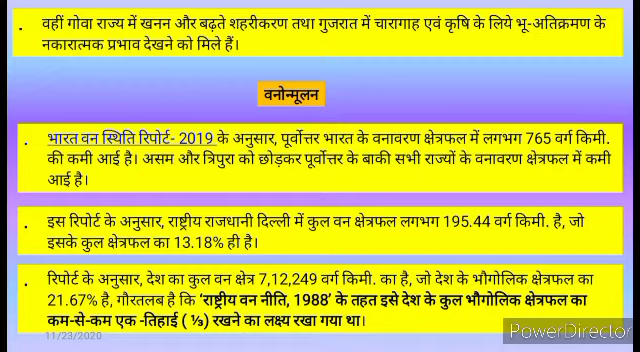 वहीं गोवा राज्य में खनन और बढ़ते शहरीकरण तथा गुजरात में चारागाह एवं कृषि के लिये भू-अतिक्रमण के
नकारात्मक प्रभाव देखने को मिले हैं।
वनोन्मूलन
भारत वन स्थिति रिपोर्ट- 2019 के अनुसार, पूर्वोत्तर भारत के वनावरण क्षेत्रफल में लगभग 765 वर्ग किमी.
की कमी आई है। असम और त्रिपुरा को छोड़कर पूर्वोत्तर के बाकी सभी राज्यों के वनावरण क्षेत्रफल में कमी
आई है।
इस रिपोर्ट के अनुसार, राष्ट्रीय राजधानी दिल्ली में कुल वन क्षेत्रफल लगभग 195.44 वर्ग किमी. है, जो
इसके कुल क्षेत्रफल का 13.18% ही है।
रिपोर्ट के अनुसार, देश का कुल वन क्षेत्र 7,12,249 वर्ग किमी. का है, जो देश के भौगोलिक क्षेत्रफल का
21.67% है, गौरतलब है कि ‘राष्ट्रीय वन नीति, 1988’ के तहत इसे देश के कुल भौगोलिक क्षेत्रफल का
कम-से-कम एक -तिहाई ( ⅓) रखने का लक्ष्य रखा गया था।
11/23/2020
PowerDirector